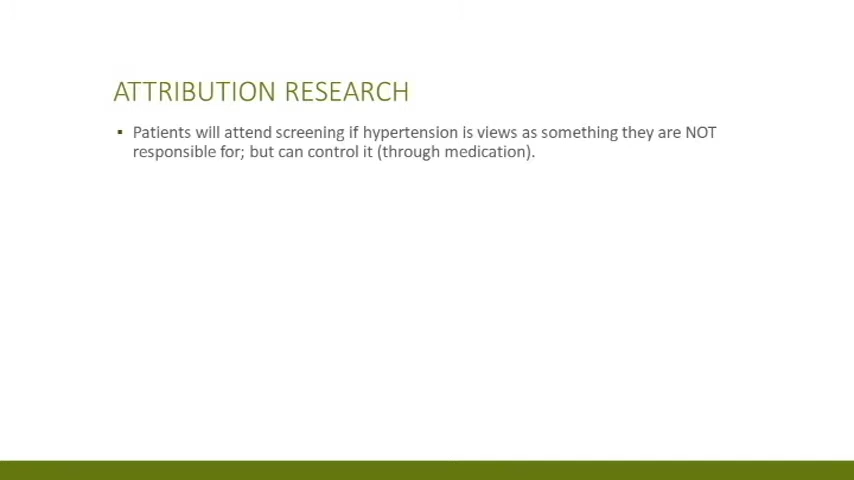 ATTRIBUTION RESEARCH
▪ Patients will attend screening if hypertension is views as something they are NOT
responsible for; but can control it (through medication).